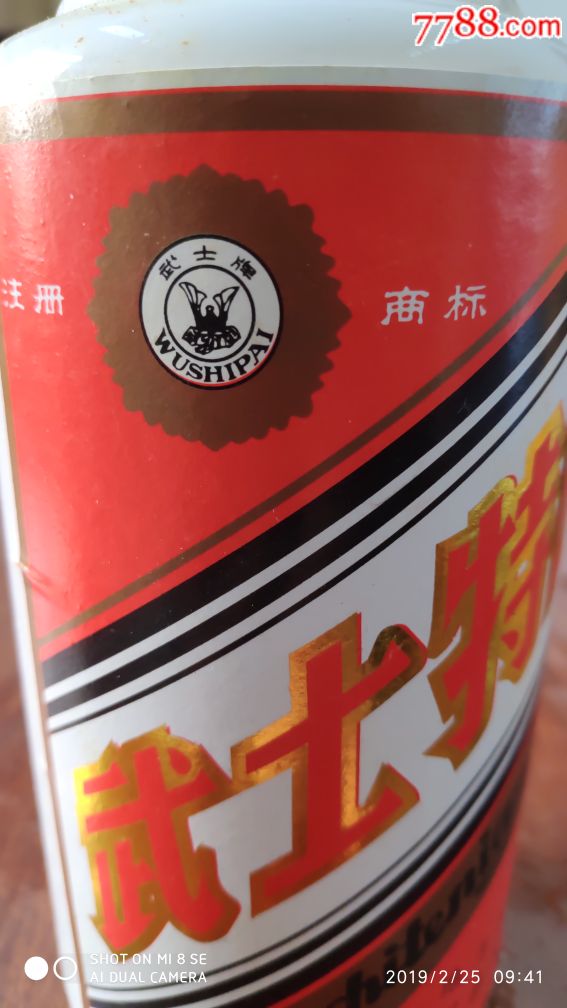 7788.com
武士牌
WUSHIPAI
注册 商标
武士特
SHOT ON MI 8 SE
AI DUAL CAMERA
2019/2/25 09:41